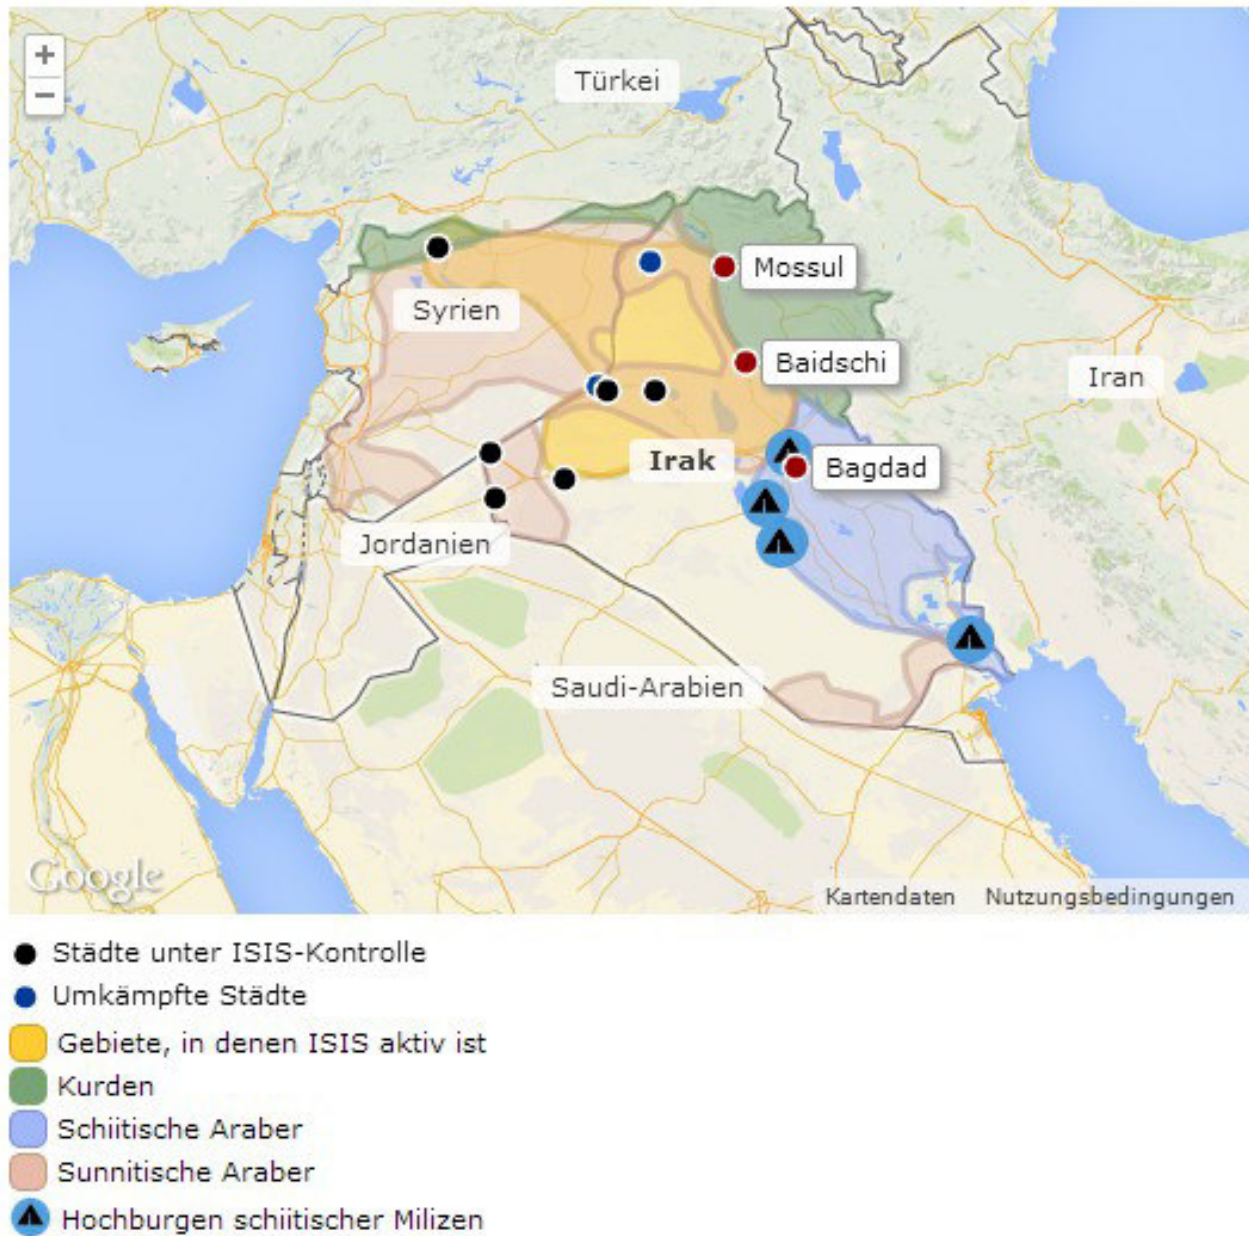 +
−
Türkei
Mossul
Syrien
Baidschi
Iran
Irak
Bagdad
Jordanien
Saudi-Arabien
Google
Kartendaten Nutzungsbedingungen
Städte unter ISIS-Kontrolle
Umkämpfte Städte
Gebiete, in denen ISIS aktiv ist
Kurden
Schiitische Araber
Sunnitische Araber
Hochburgen schiitischer Milizen